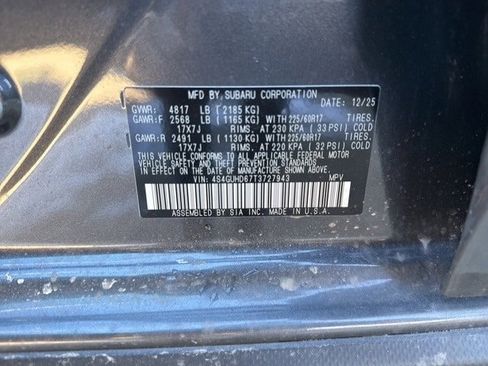 MFD BY SUBARU CORPORATION DATE: 12/25
GVWR: 4817 LB (2185 KG)
GAWR:F 2568 LB (1165 KG) WITH 225/60R17 TIRES.
17X7J RIMS. AT 230 KPA (33 PSI) COLD
GAWR:R 2491 LB (1130 KG) WITH 225/60R17 TIRES.
17X7J RIMS. AT 220 KPA (32 PSI) COLD
THIS VEHICLE CONFORMS TO ALL APPLICABLE FEDERAL MOTOR
VEHICLE SAFETY AND THEFT PREVENTION STANDARDS
IN EFFECT ON THE DATE OF MANUFACTURE SHOWN ABOVE.
VIN: 4S4GUHD67T3727943 MPV
ASSEMBLED BY SIA INC. MADE IN U.S.A.